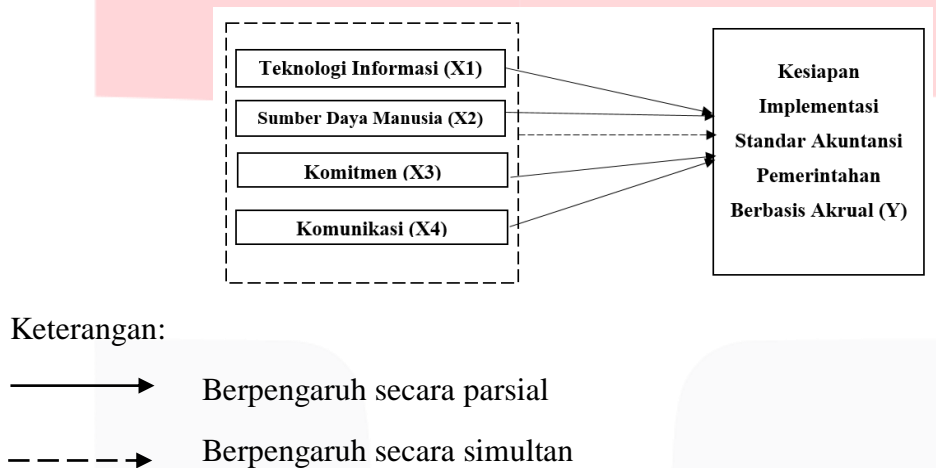 Teknologi Informasi (X1)
Sumber Daya Manusia (X2)
Komitmen (X3)
Komunikasi (X4)
Kesiapan
Implementasi
Standar Akuntansi
Pemerintahan
Berbasis Akrual (Y)
Keterangan:
Berpengaruh secara parsial
Berpengaruh secara simultan